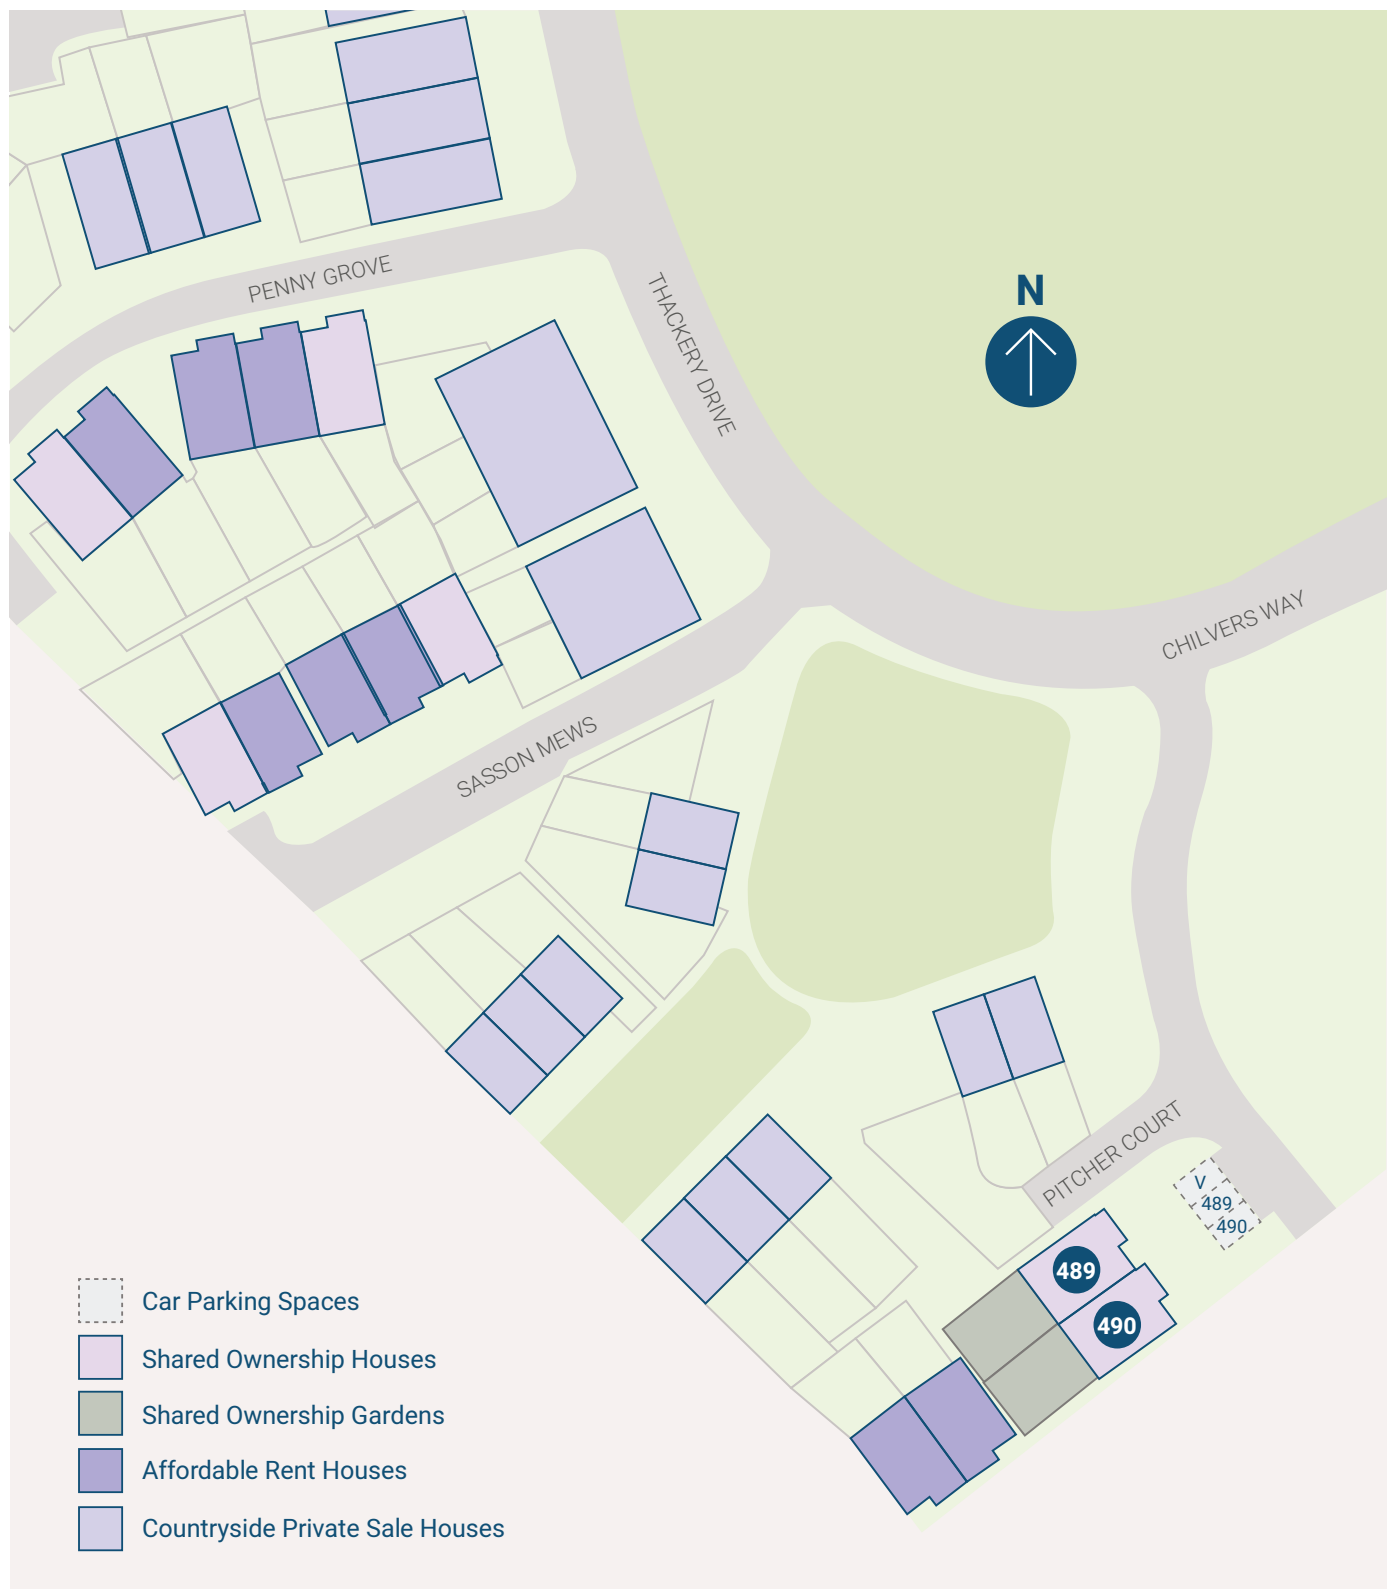 PENNY GROVE
THACKERY DRIVE
N
CHILVERS WAY
SASSON MEWS
PITCHER COURT
V
489
490
489
490
Car Parking Spaces
Shared Ownership Houses
Shared Ownership Gardens
Affordable Rent Houses
Countryside Private Sale Houses